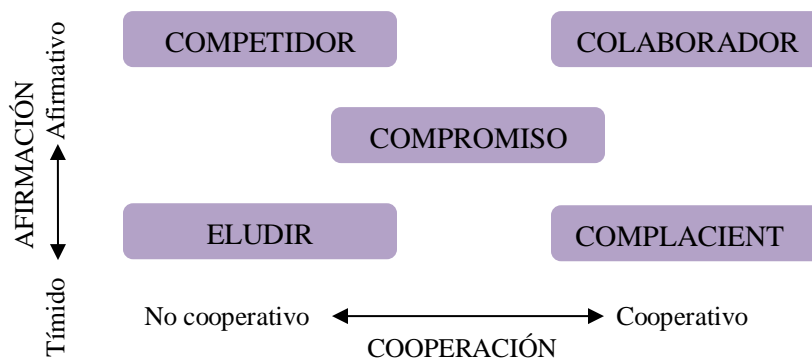 COMPETIDOR
COLABORADOR
COMPROMISO
ELUDIR
COMPLACIENT
AFIRMACIÓN
Afirmativo
Tímido
No cooperativo
Cooperativo
COOPERACIÓN